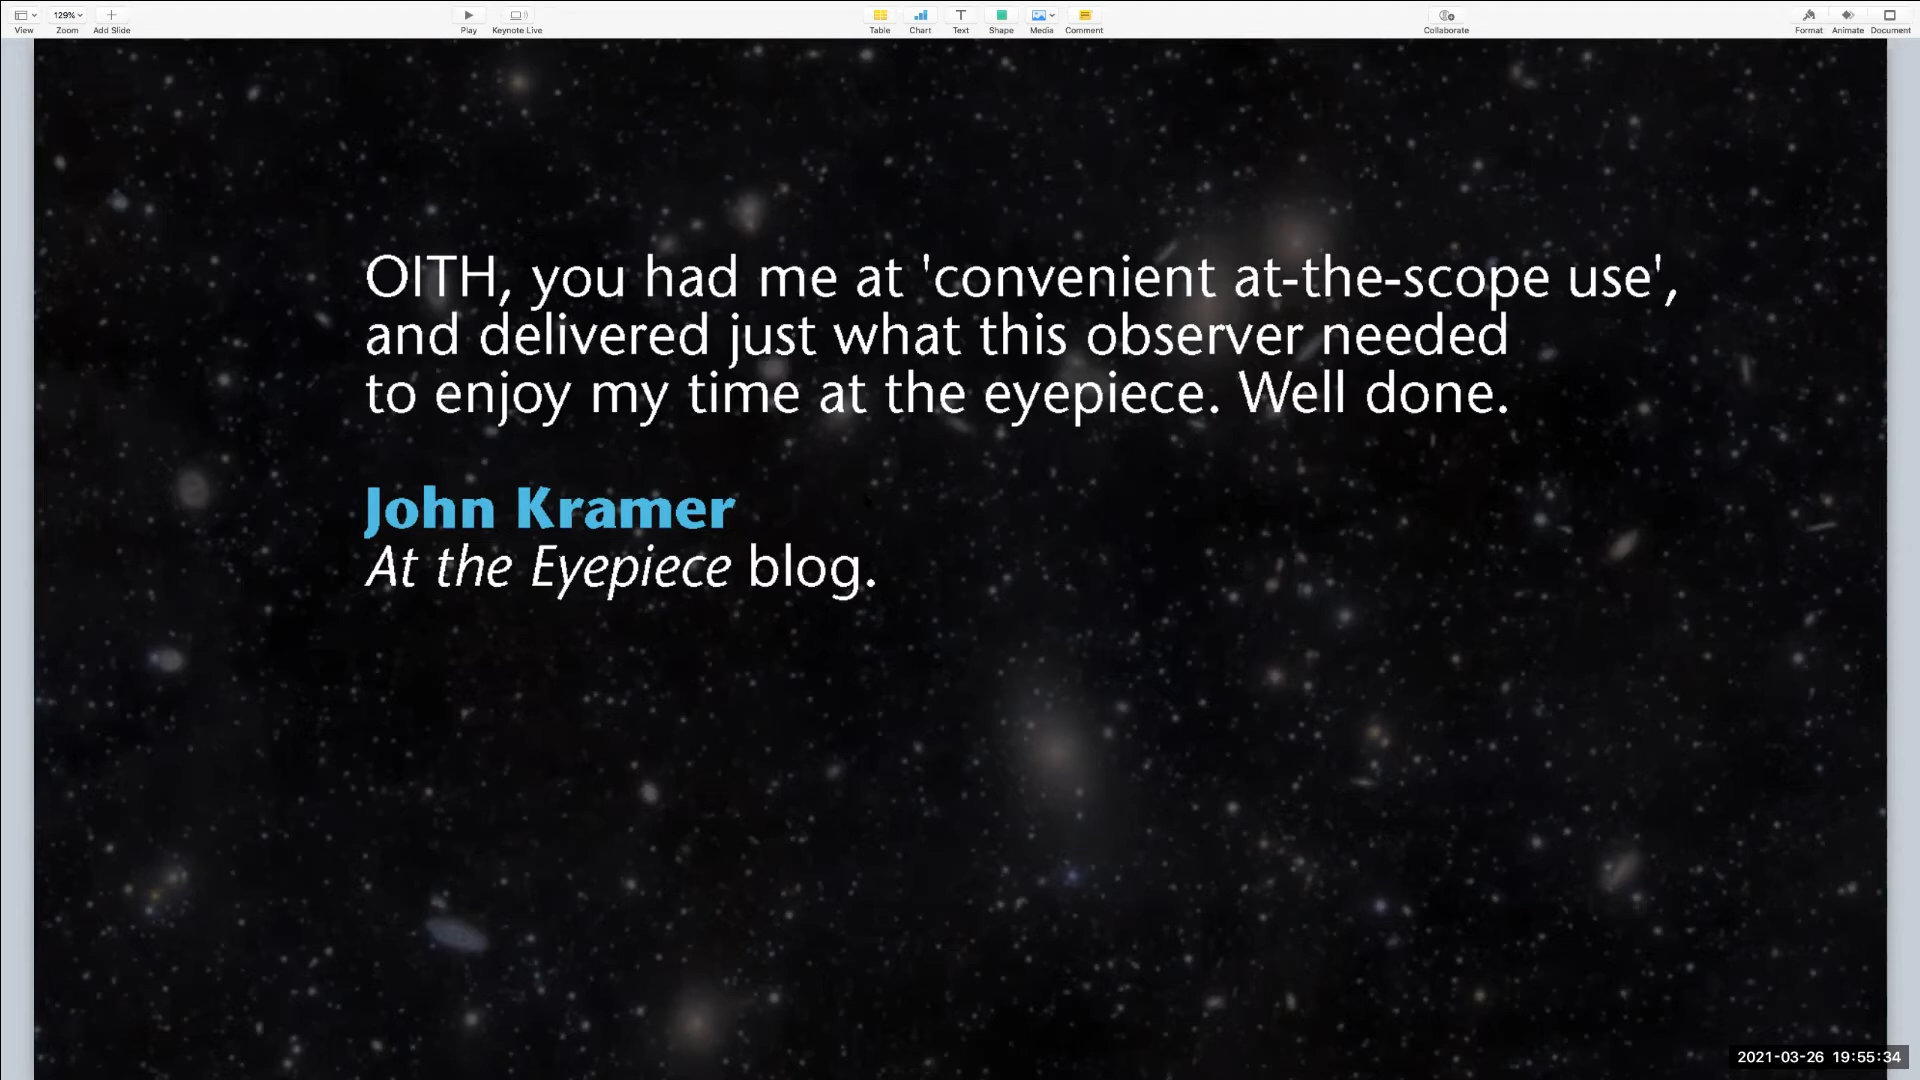 View
129%
Zoom
Add Slide
Play
Keynote Live
Table
Chart
Text
Shape
Media
Comment
Collaborate
Format
Animate
Document
OITH, you had me at 'convenient at-the-scope use',
and delivered just what this observer needed
to enjoy my time at the eyepiece. Well done.
John Kramer
At the Eyepiece blog.
2021-03-26 19:55:34